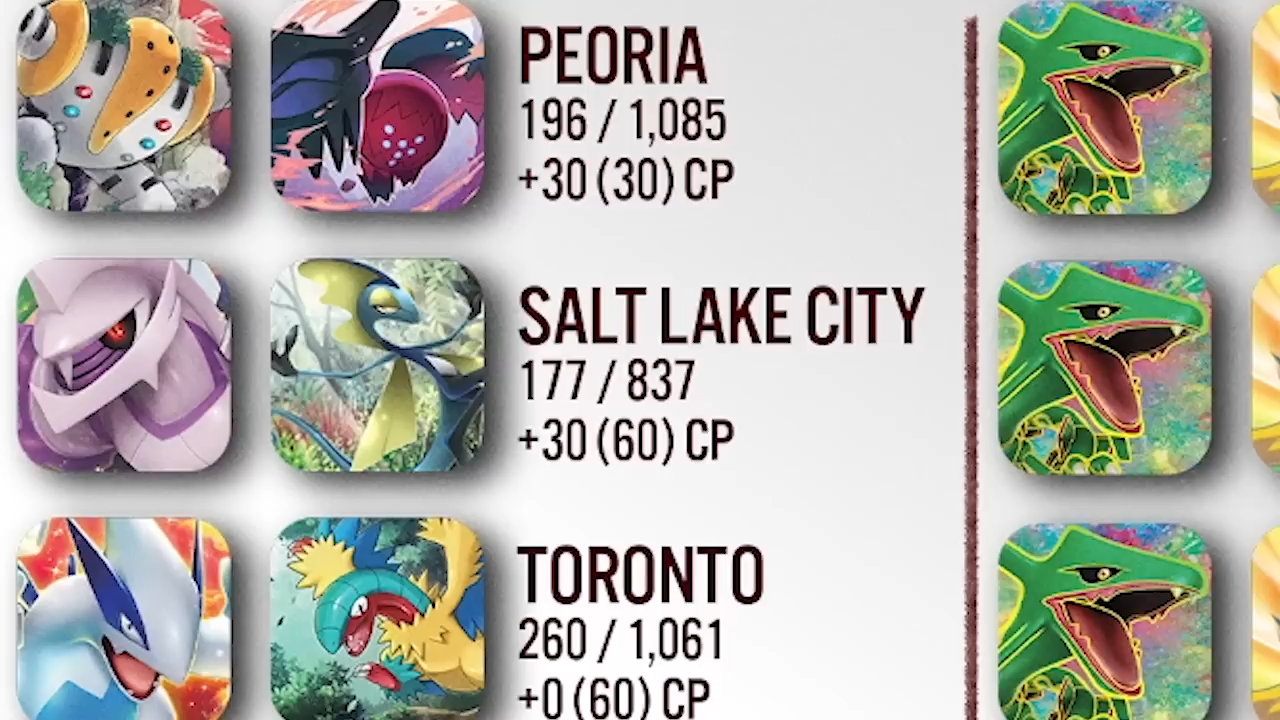 PEORIA
196 / 1,085
+30 (30) CP
SALT LAKE CITY
177 / 837
+30 (60) CP
TORONTO
260 / 1,061
+0 (60) CP